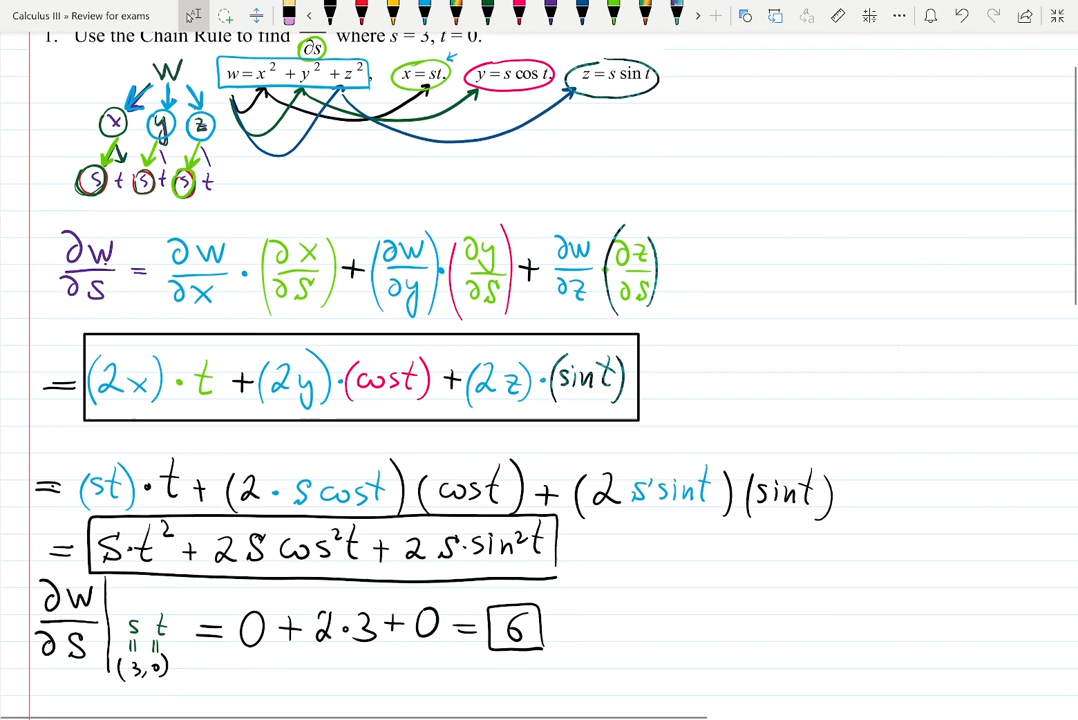 Calculus III » Review for exams
1. Use the Chain Rule to find ∂s where s = 3, t = 0.
w = x² + y² + z², x = st, y = s cos t, z = s sin t
W
x y z
s t s t s t
∂w/∂s = ∂w/∂x · (∂x/∂s) + (∂w/∂y) · (∂y/∂s) + ∂w/∂z (∂z/∂s)
= (2x) · t + (2y) · (cost) + (2z) · (sint)
= (st) · t + (2 · s cost) (cost) + (2 s sint) (sint)
= s·t² + 2s cos²t + 2 s·sin²t
∂w/∂s | s t = 0 + 2·3 + 0 = 6
|| ||
(3,0)